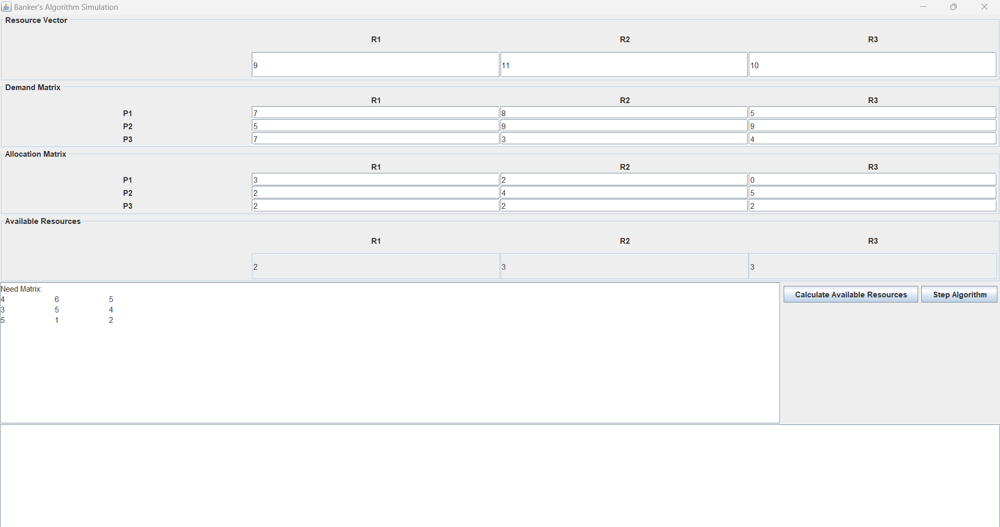 Banker's Algorithm Simulation
Resource Vector
R1 R2 R3
9 11 10
Demand Matrix
R1 R2 R3
P1 7 8 5
P2 5 9 9
P3 7 3 4
Allocation Matrix
R1 R2 R3
P1 3 2 0
P2 2 4 5
P3 2 2 2
Available Resources
R1 R2 R3
2 3 3
Need Matrix:
4 6 5
3 5 4
5 1 2
Calculate Available Resources Step Algorithm